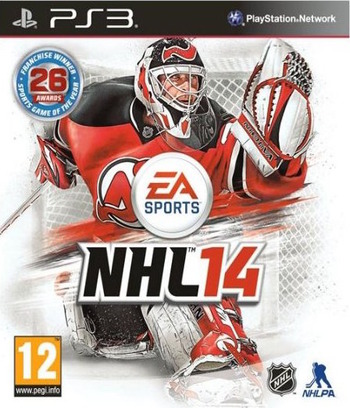 PS3
PlayStation®Network
FRANCHISE WINNER
26
AWARDS
SPORTS GAME OF THE YEAR
EA
SPORTS
NHL™14
12
www.pegi.info
NHL
NHLPA